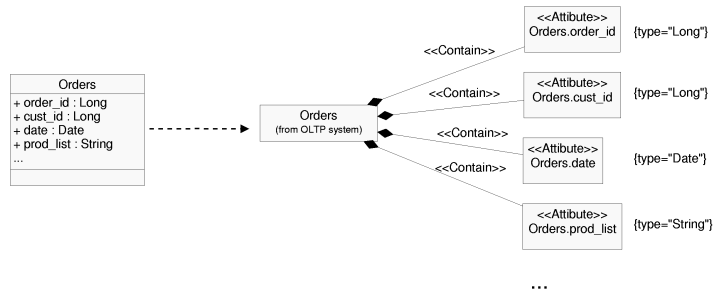 Orders
+ order_id : Long
+ cust_id : Long
+ date : Date
+ prod_list : String
...
Orders
(from OLTP system)
<<Contain>>
<<Contain>>
<<Contain>>
<<Contain>>
<<Attibute>>
Orders.order_id
{type="Long"}
<<Attibute>>
Orders.cust_id
{type="Long"}
<<Attibute>>
Orders.date
{type="Date"}
<<Attibute>>
Orders.prod_list
{type="String"}
...